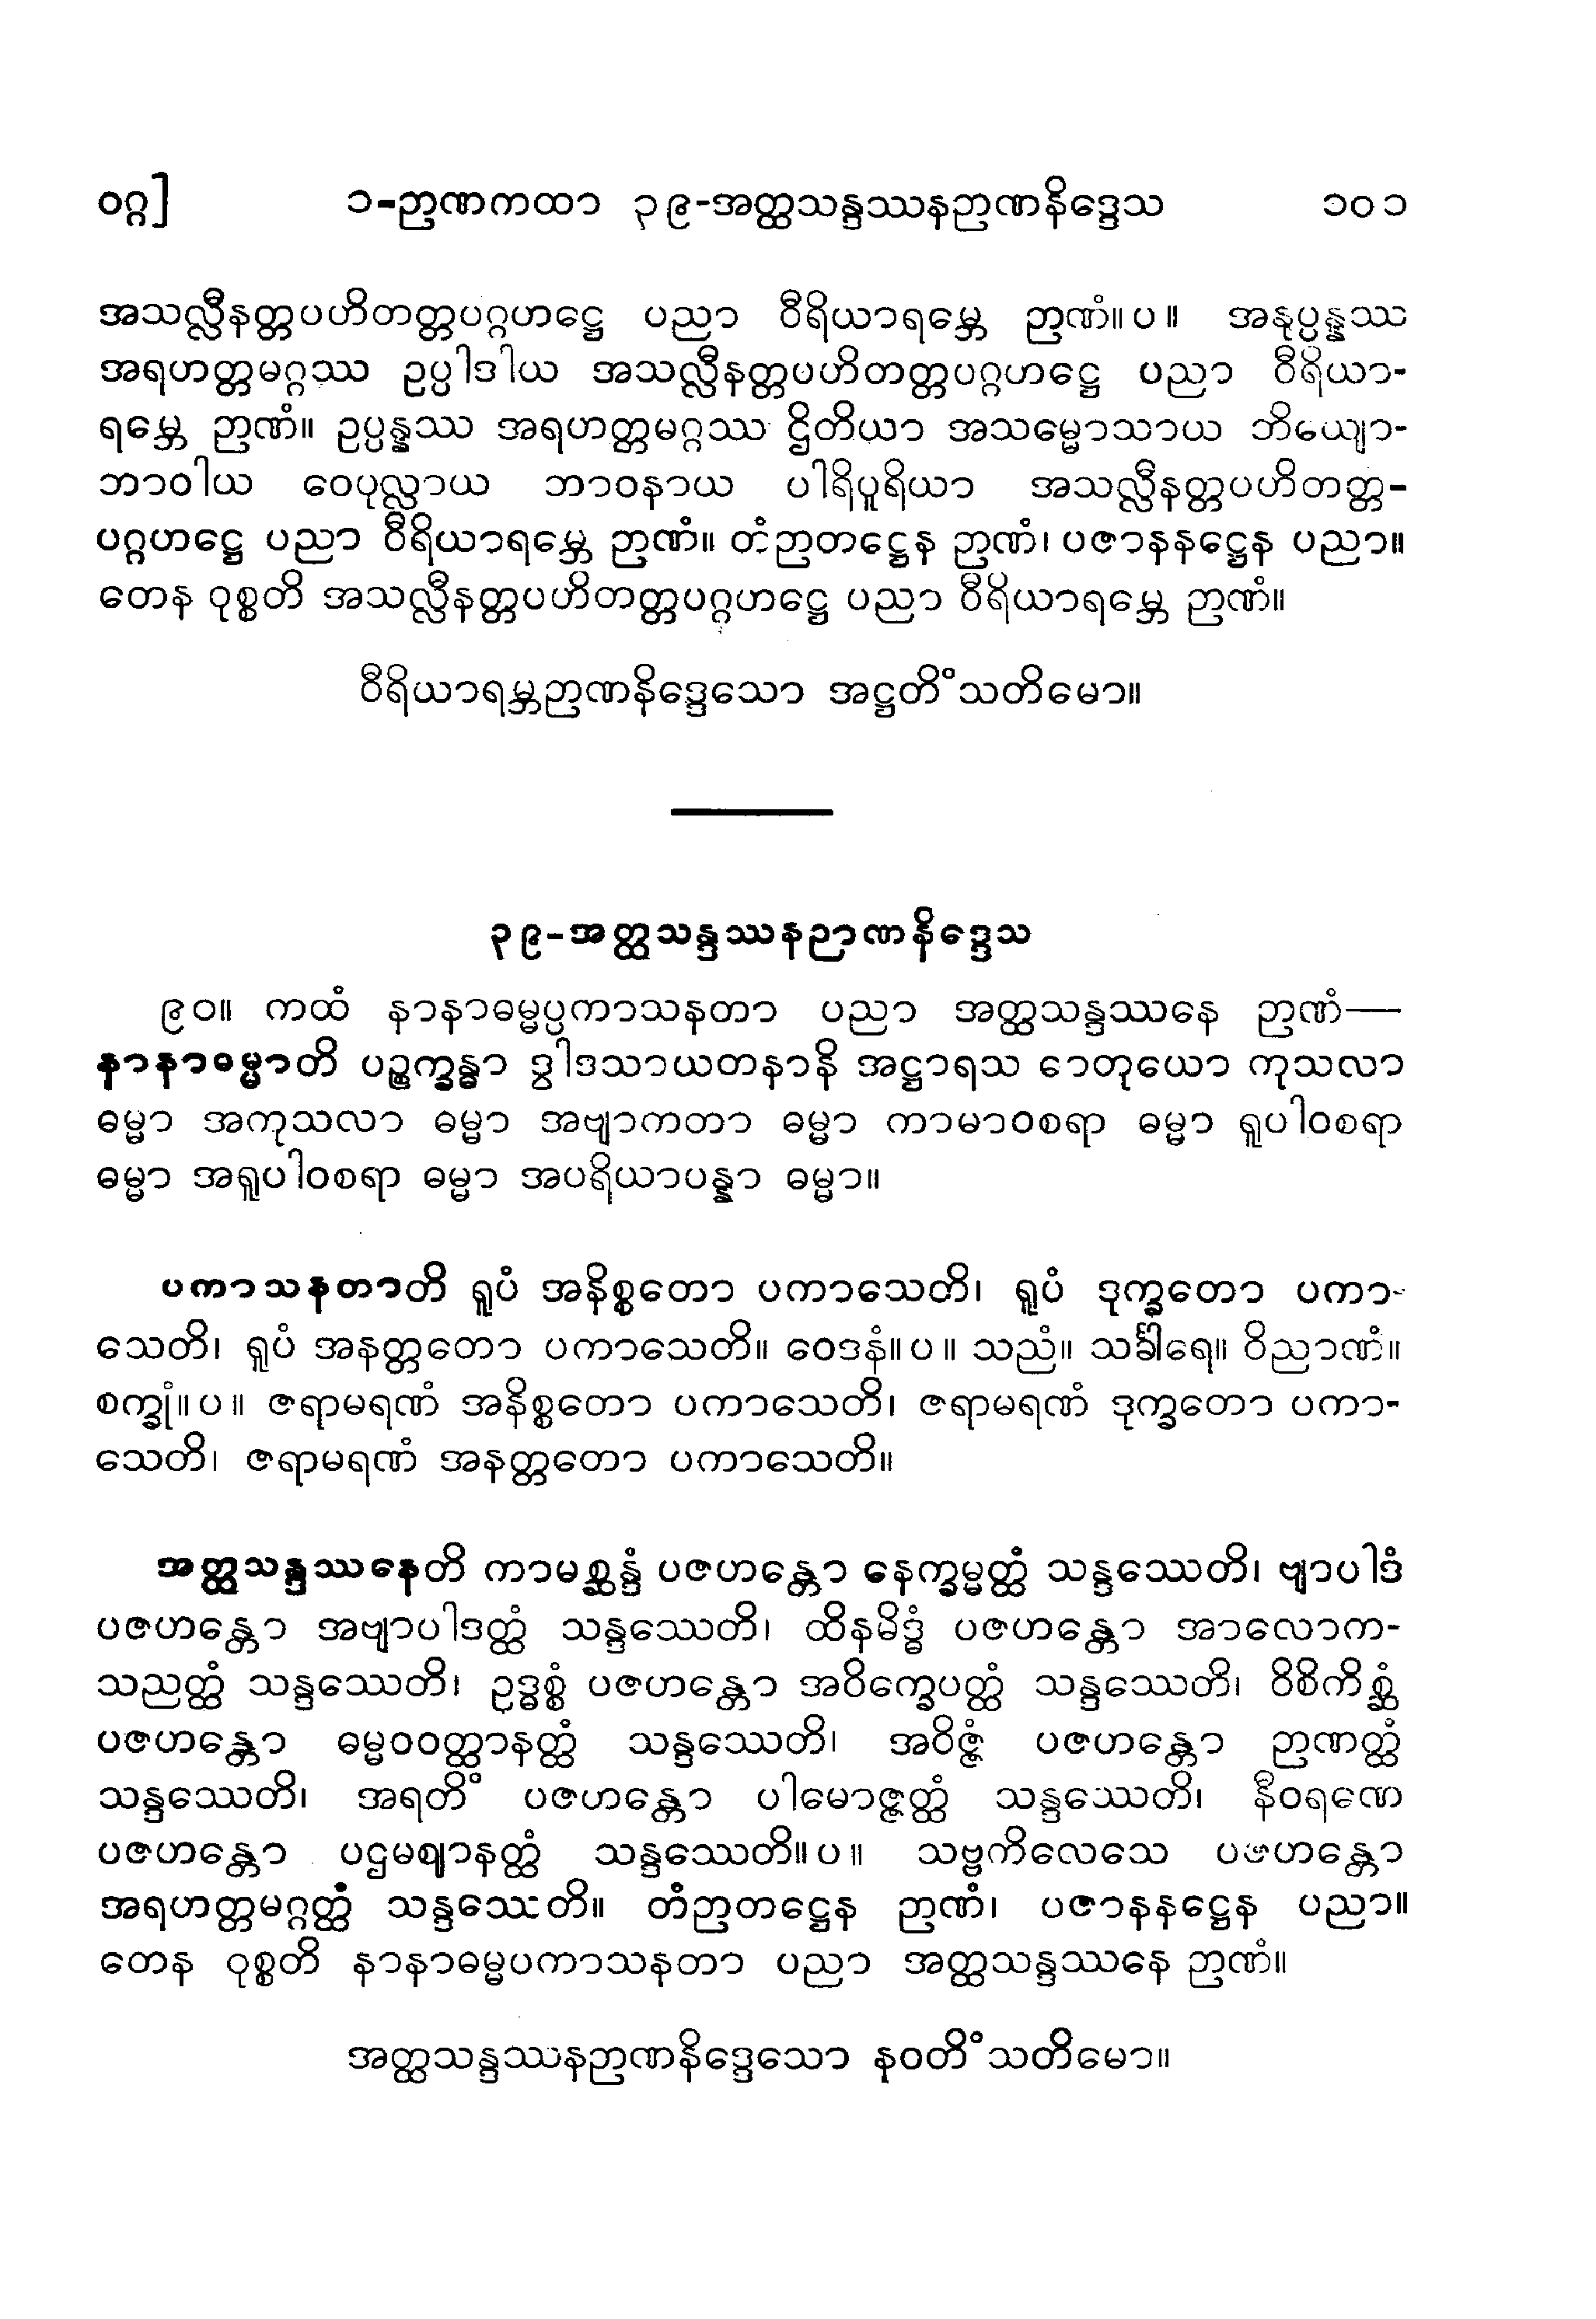 ဝဂ္ဂ] ၁-ဉာဏကထာ ၃၉-အတ္ထသန္ဒဿနဉာဏနိဒ္ဒေသ ၁၀၁
အသလ္လီနတ္တပဟိတတ္တပဂ္ဂဟဋ္ဌေ ပညာ ဝီရိယာရမ္ဘေ ဉာဏံ။ပ။ အနုပ္ပန္နဿ
အရဟတ္တမဂ္ဂဿ ဥပ္ပါဒါယ အသလ္လီနတ္တပဟိတတ္တပဂ္ဂဟဋ္ဌေ ပညာ ဝီရိယာ-
ရမ္ဘေ ဉာဏံ။ ဥပ္ပန္နဿ အရဟတ္တမဂ္ဂဿ ဌိတိယာ အသမ္မောသာယ ဘိယျော-
ဘာဝါယ ဝေပုလ္လာယ ဘာဝနာယ ပါရိပူရိယာ အသလ္လီနတ္တပဟိတတ္တ-
ပဂ္ဂဟဋ္ဌေ ပညာ ဝီရိယာရမ္ဘေ ဉာဏံ။ တံဉာတဋ္ဌေန ဉာဏံ၊ ပဇာနနဋ္ဌေန ပညာ။
တေန ဝုစ္စတိ အသလ္လီနတ္တပဟိတတ္တပဂ္ဂဟဋ္ဌေ ပညာ ဝီရိယာရမ္ဘေ ဉာဏံ။
ဝီရိယာရမ္ဘဉာဏနိဒ္ဒေသော အဋ္ဌတိံသတိမော။
၃၉-အတ္ထသန္ဒဿနဉာဏနိဒ္ဒေသ
၉၀။ ကထံ နာနာဓမ္မပ္ပကာသနတာ ပညာ အတ္ထသန္ဒဿနေ ဉာဏံ—
နာနာဓမ္မာတိ ပဉ္စက္ခန္ဓာ ဒွါဒသာယတနာနိ အဋ္ဌာရသ ဓာတုယော ကုသလာ
ဓမ္မာ အကုသလာ ဓမ္မာ အဗျာကတာ ဓမ္မာ ကာမာဝစရာ ဓမ္မာ ရူပါဝစရာ
ဓမ္မာ အရူပါဝစရာ ဓမ္မာ အပရိယာပန္နာ ဓမ္မာ။
ပကာသနတာတိ ရူပံ အနိစ္စတော ပကာသေတိ၊ ရူပံ ဒုက္ခတော ပကာ-
သေတိ၊ ရူပံ အနတ္တတော ပကာသေတိ။ ဝေဒနံ။ပ။ သညံ။ သင်္ခါရေ။ ဝိညာဏံ။
စက္ခုံ။ပ။ ဇရာမရဏံ အနိစ္စတော ပကာသေတိ၊ ဇရာမရဏံ ဒုက္ခတော ပကာ-
သေတိ၊ ဇရာမရဏံ အနတ္တတော ပကာသေတိ။
အတ္ထသန္ဒဿနေတိ ကာမစ္ဆန္ဒံ ပဇဟန္တော နေက္ခမ္မတ္ထံ သန္ဒဿေတိ၊ ဗျာပါဒံ
ပဇဟန္တော အဗျာပါဒတ္ထံ သန္ဒဿေတိ၊ ထိနမိဒ္ဓံ ပဇဟန္တော အာလောက-
သညတ္ထံ သန္ဒဿေတိ၊ ဥဒ္ဓစ္စံ ပဇဟန္တော အဝိက္ခေပတ္ထံ သန္ဒဿေတိ၊ ဝိစိကိစ္ဆံ
ပဇဟန္တော ဓမ္မဝဝတ္ထာနတ္ထံ သန္ဒဿေတိ၊ အဝိဇ္ဇံ ပဇဟန္တော ဉာဏတ္ထံ
သန္ဒဿေတိ၊ အရတိံ ပဇဟန္တော ပါမောဇ္ဇတ္ထံ သန္ဒဿေတိ၊ နီဝရဏေ
ပဇဟန္တော ပဌမဈာနတ္ထံ သန္ဒဿေတိ။ပ။ သဗ္ဗကိလေသေ ပဇဟန္တော
အရဟတ္တမဂ္ဂတ္ထံ သန္ဒဿေတိ။ တံဉာတဋ္ဌေန ဉာဏံ၊ ပဇာနနဋ္ဌေန ပညာ။
တေန ဝုစ္စတိ နာနာဓမ္မပကာသနတာ ပညာ အတ္ထသန္ဒဿနေ ဉာဏံ။
အတ္ထသန္ဒဿနဉာဏနိဒ္ဒေသော နဝတိံသတိမော။